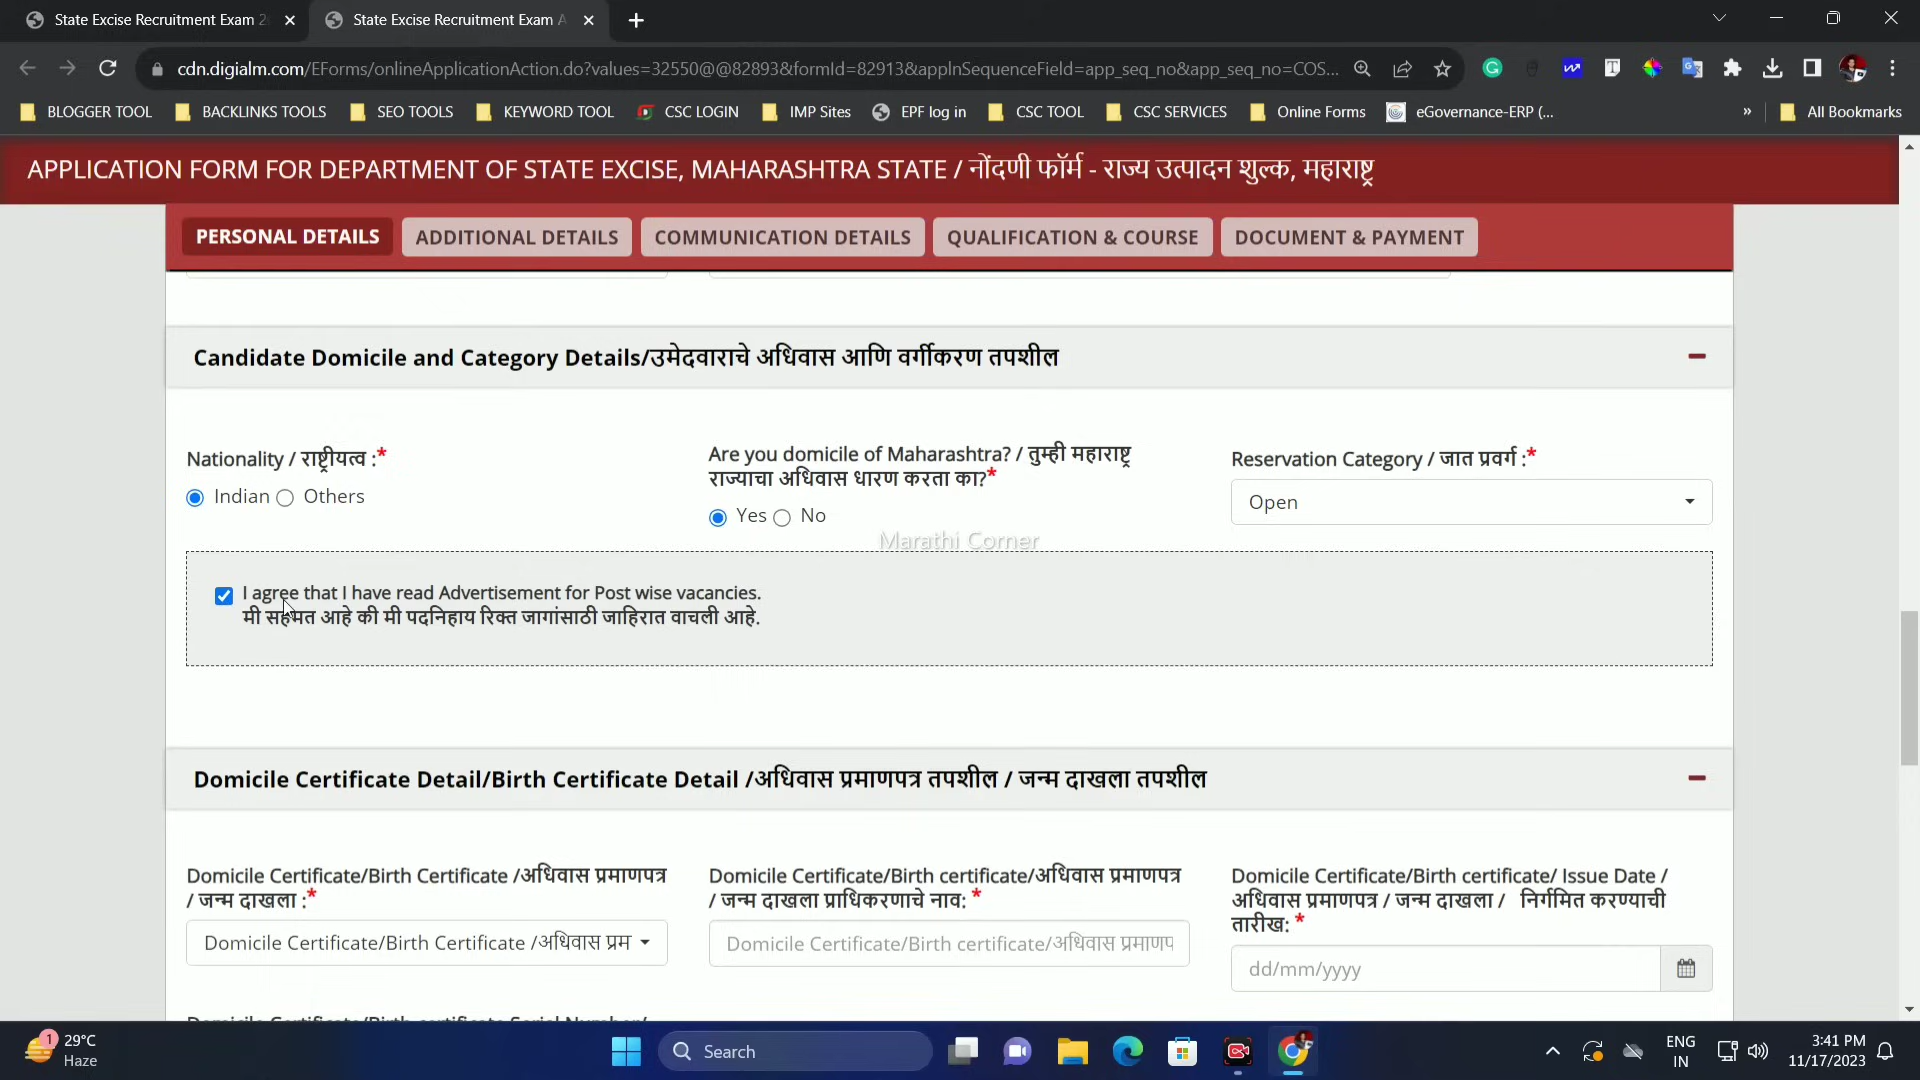 State Excise Recruitment Exam 2
State Excise Recruitment Exam A
cdn.digialm.com/EForms/onlineApplicationAction.do?values=32550@@82893&formId=82913&applnSequenceField=app_seq_no&app_seq_no=COS...
BLOGGER TOOL
BACKLINKS TOOLS
SEO TOOLS
KEYWORD TOOL
CSC LOGIN
IMP Sites
EPF log in
CSC TOOL
CSC SERVICES
Online Forms
eGovernance-ERP (...
»
All Bookmarks
APPLICATION FORM FOR DEPARTMENT OF STATE EXCISE, MAHARASHTRA STATE / नोंदणी फॉर्म - राज्य उत्पादन शुल्क, महाराष्ट्र
PERSONAL DETAILS
ADDITIONAL DETAILS
COMMUNICATION DETAILS
QUALIFICATION & COURSE
DOCUMENT & PAYMENT
Candidate Domicile and Category Details/उमेदवाराचे अधिवास आणि वर्गीकरण तपशील
Nationality / राष्ट्रीयत्व :*
Indian Others
Are you domicile of Maharashtra? / तुम्ही महाराष्ट्र
राज्याचा अधिवास धारण करता का?*
Yes No
Reservation Category / जात प्रवर्ग :*
Open
Marathi Corner
I agree that I have read Advertisement for Post wise vacancies.
मी सहमत आहे की मी पदनिहाय रिक्त जागांसाठी जाहिरात वाचली आहे.
Domicile Certificate Detail/Birth Certificate Detail /अधिवास प्रमाणपत्र तपशील / जन्म दाखला तपशील
Domicile Certificate/Birth Certificate /अधिवास प्रमाणपत्र
/ जन्म दाखला :*
Domicile Certificate/Birth Certificate /अधिवास प्रम
Domicile Certificate/Birth certificate/अधिवास प्रमाणपत्र
/ जन्म दाखला प्राधिकरणाचे नाव: *
Domicile Certificate/Birth certificate/अधिवास प्रमाणप
Domicile Certificate/Birth certificate/ Issue Date /
अधिवास प्रमाणपत्र / जन्म दाखला / निर्गमित करण्याची
तारीख: *
dd/mm/yyyy
Domicile Certificate/Birth certificate Serial Number/
1
29°C
Haze
Search
ENG
IN
3:41 PM
11/17/2023